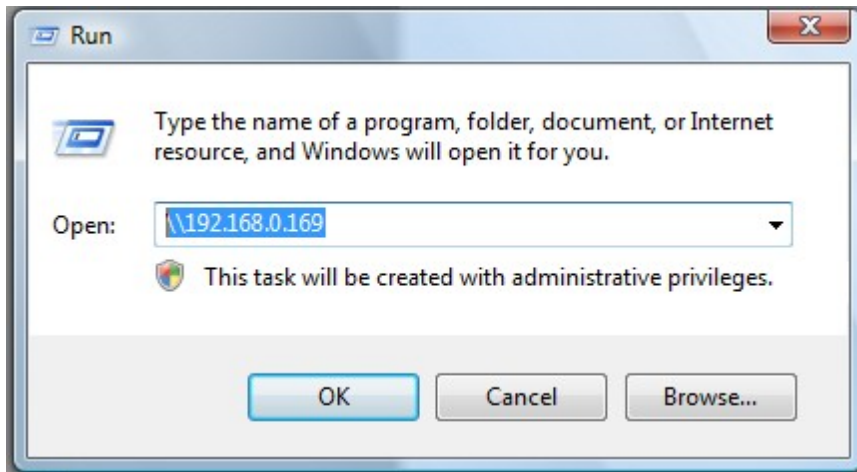 Run
Type the name of a program, folder, document, or Internet
resource, and Windows will open it for you.
Open: \\192.168.0.169
This task will be created with administrative privileges.
OK Cancel Browse...